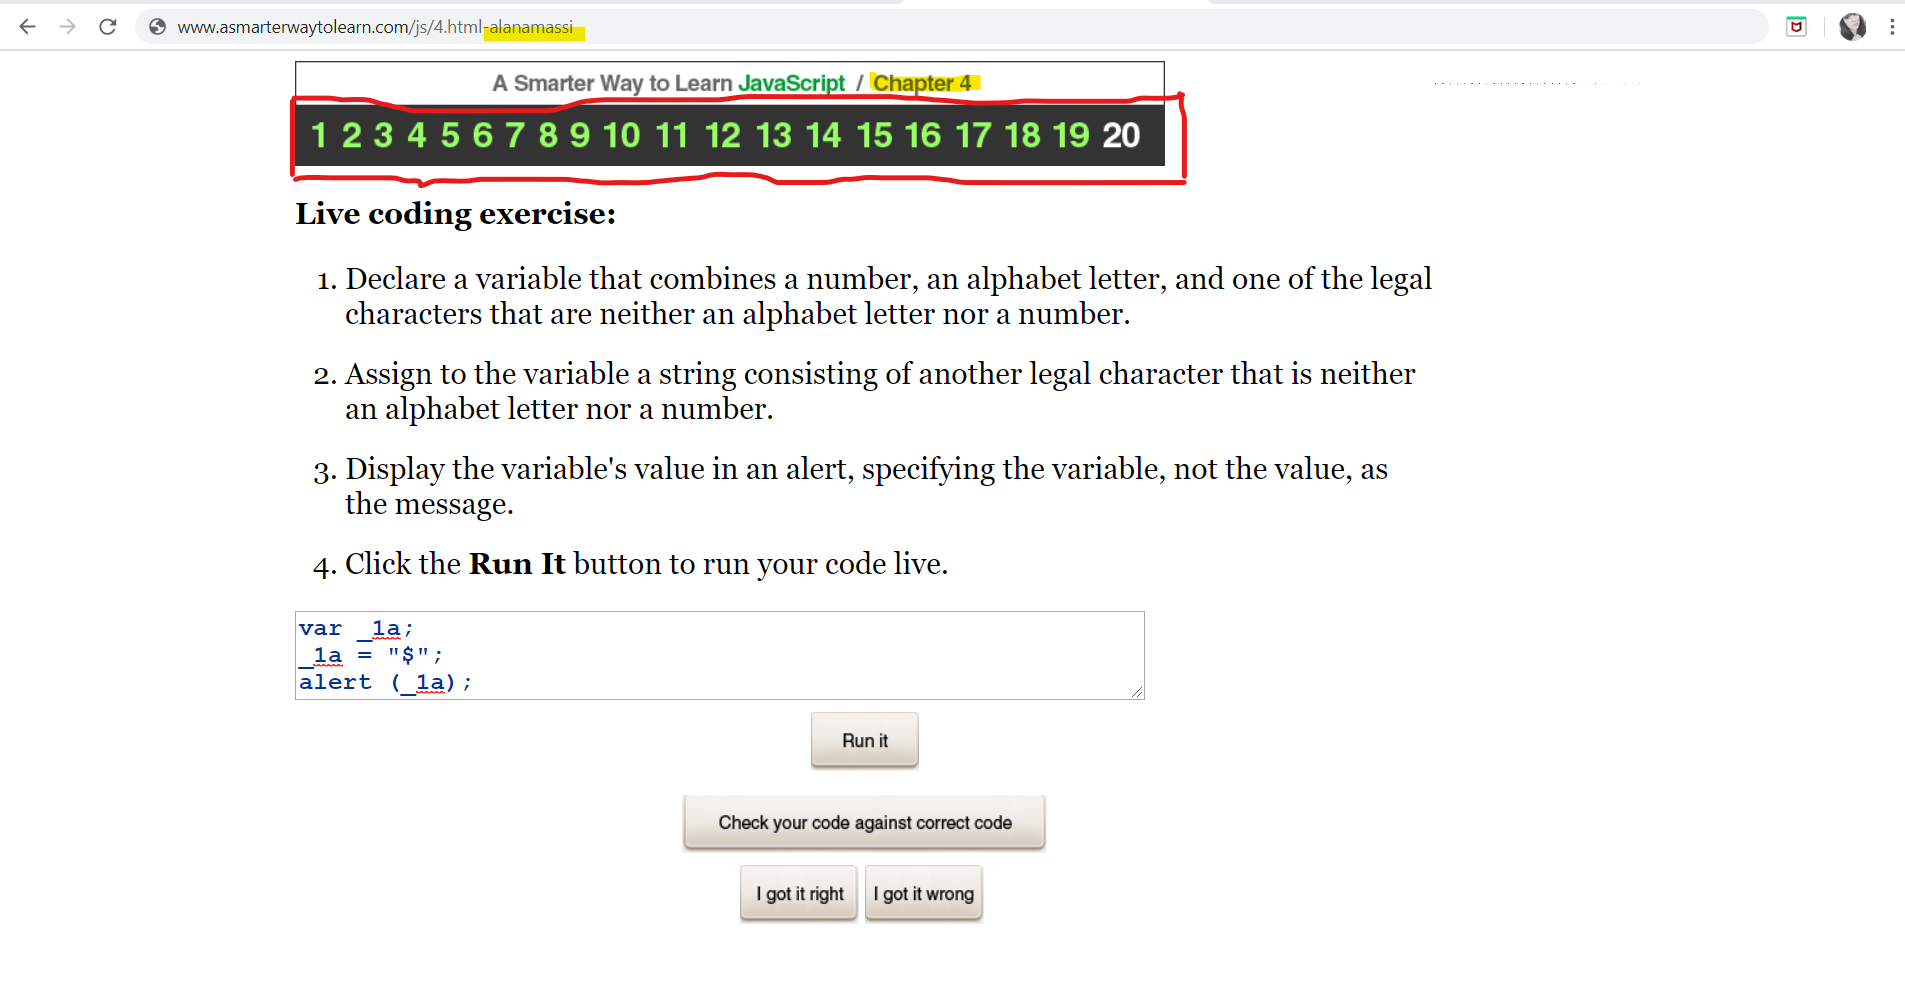 www.asmarterwaytolearn.com/js/4.html-alanamassi
A Smarter Way to Learn JavaScript / Chapter 4
1 2 3 4 5 6 7 8 9 10 11 12 13 14 15 16 17 18 19 20
Live coding exercise:
1. Declare a variable that combines a number, an alphabet letter, and one of the legal
characters that are neither an alphabet letter nor a number.
2. Assign to the variable a string consisting of another legal character that is neither
an alphabet letter nor a number.
3. Display the variable's value in an alert, specifying the variable, not the value, as
the message.
4. Click the Run It button to run your code live.
var _1a;
_1a = "$";
alert (_1a);
Run it
Check your code against correct code
I got it right I got it wrong